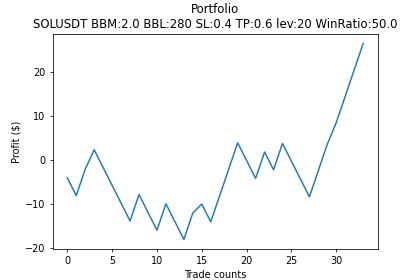 Portfolio
SOLUSDT BBM:2.0 BBL:280 SL:0.4 TP:0.6 lev:20 WinRatio:50.0
20
10
0
−10
−20
Profit ($)
0 5 10 15 20 25 30
Trade counts